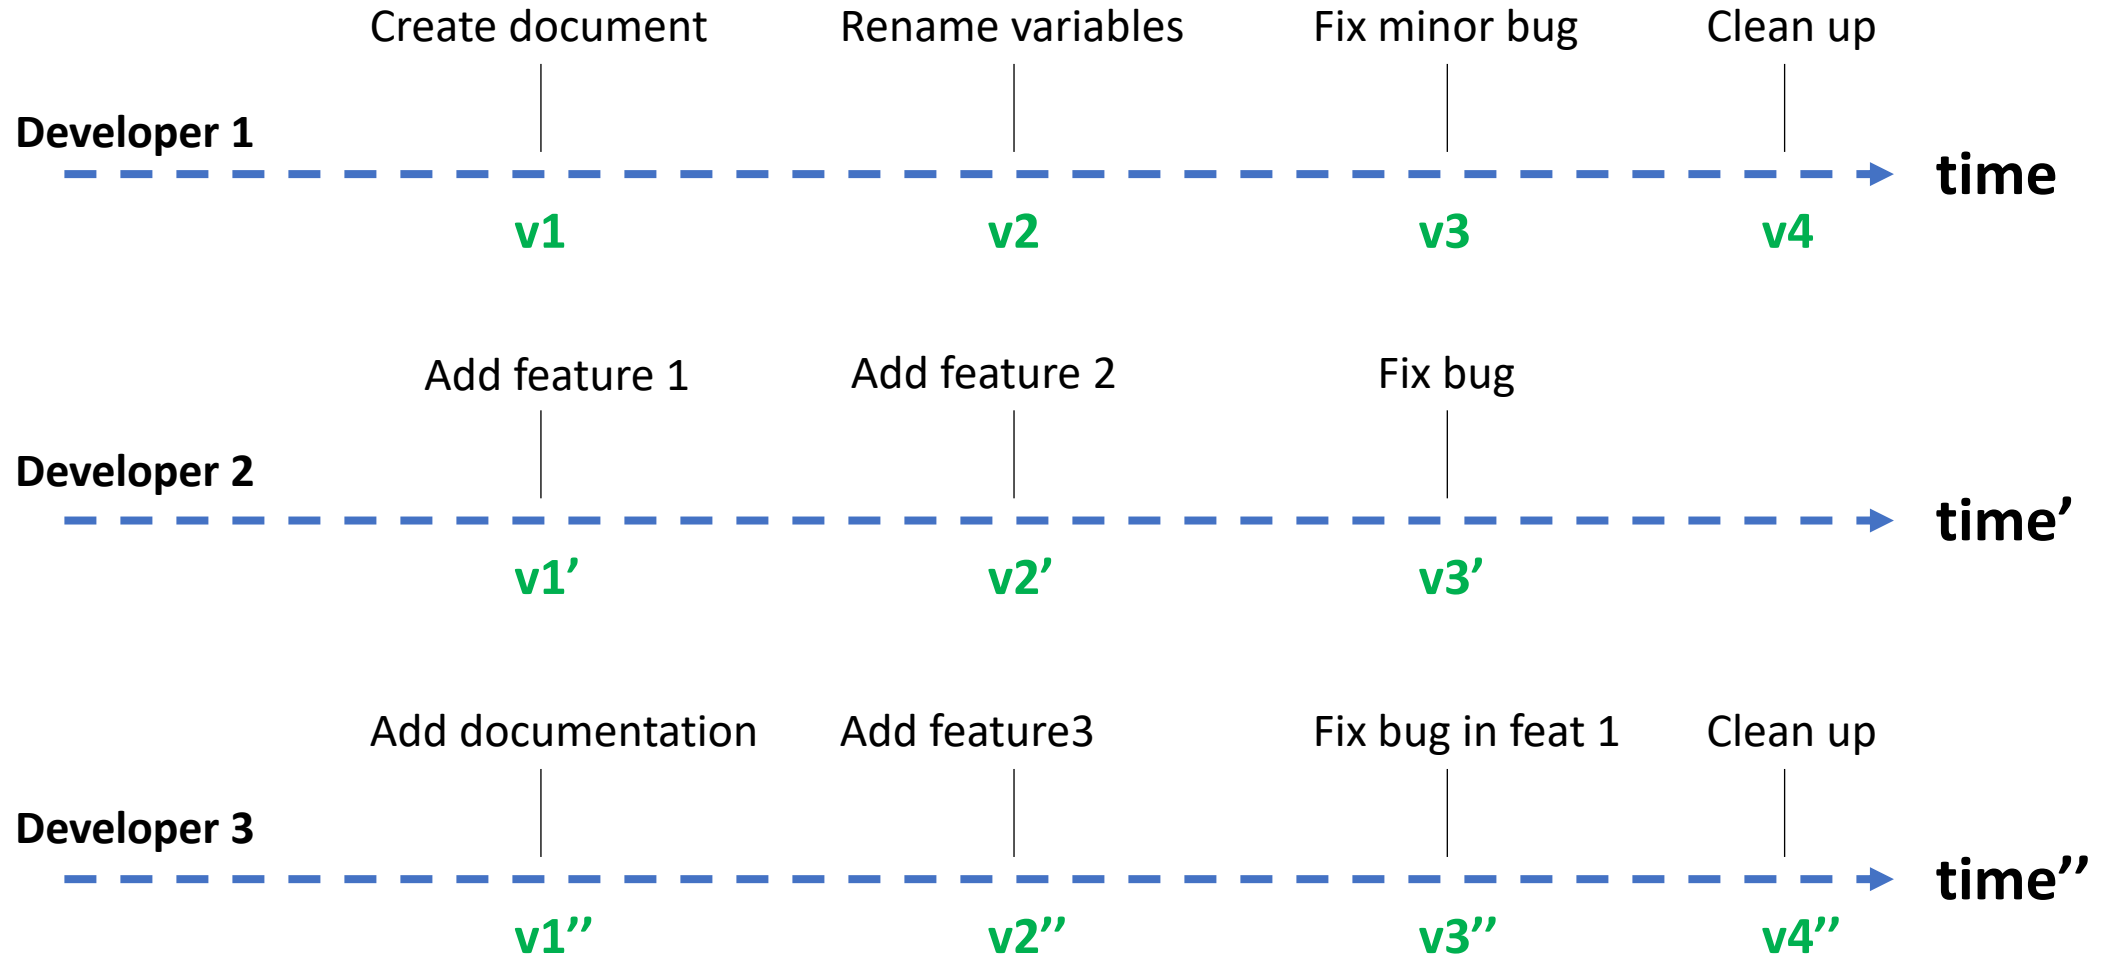 Create document Rename variables Fix minor bug Clean up
Developer 1
time
v1 v2 v3 v4
Add feature 1 Add feature 2 Fix bug
Developer 2
time’
v1’ v2’ v3’
Add documentation Add feature3 Fix bug in feat 1 Clean up
Developer 3
time’’
v1’’ v2’’ v3’’ v4’’